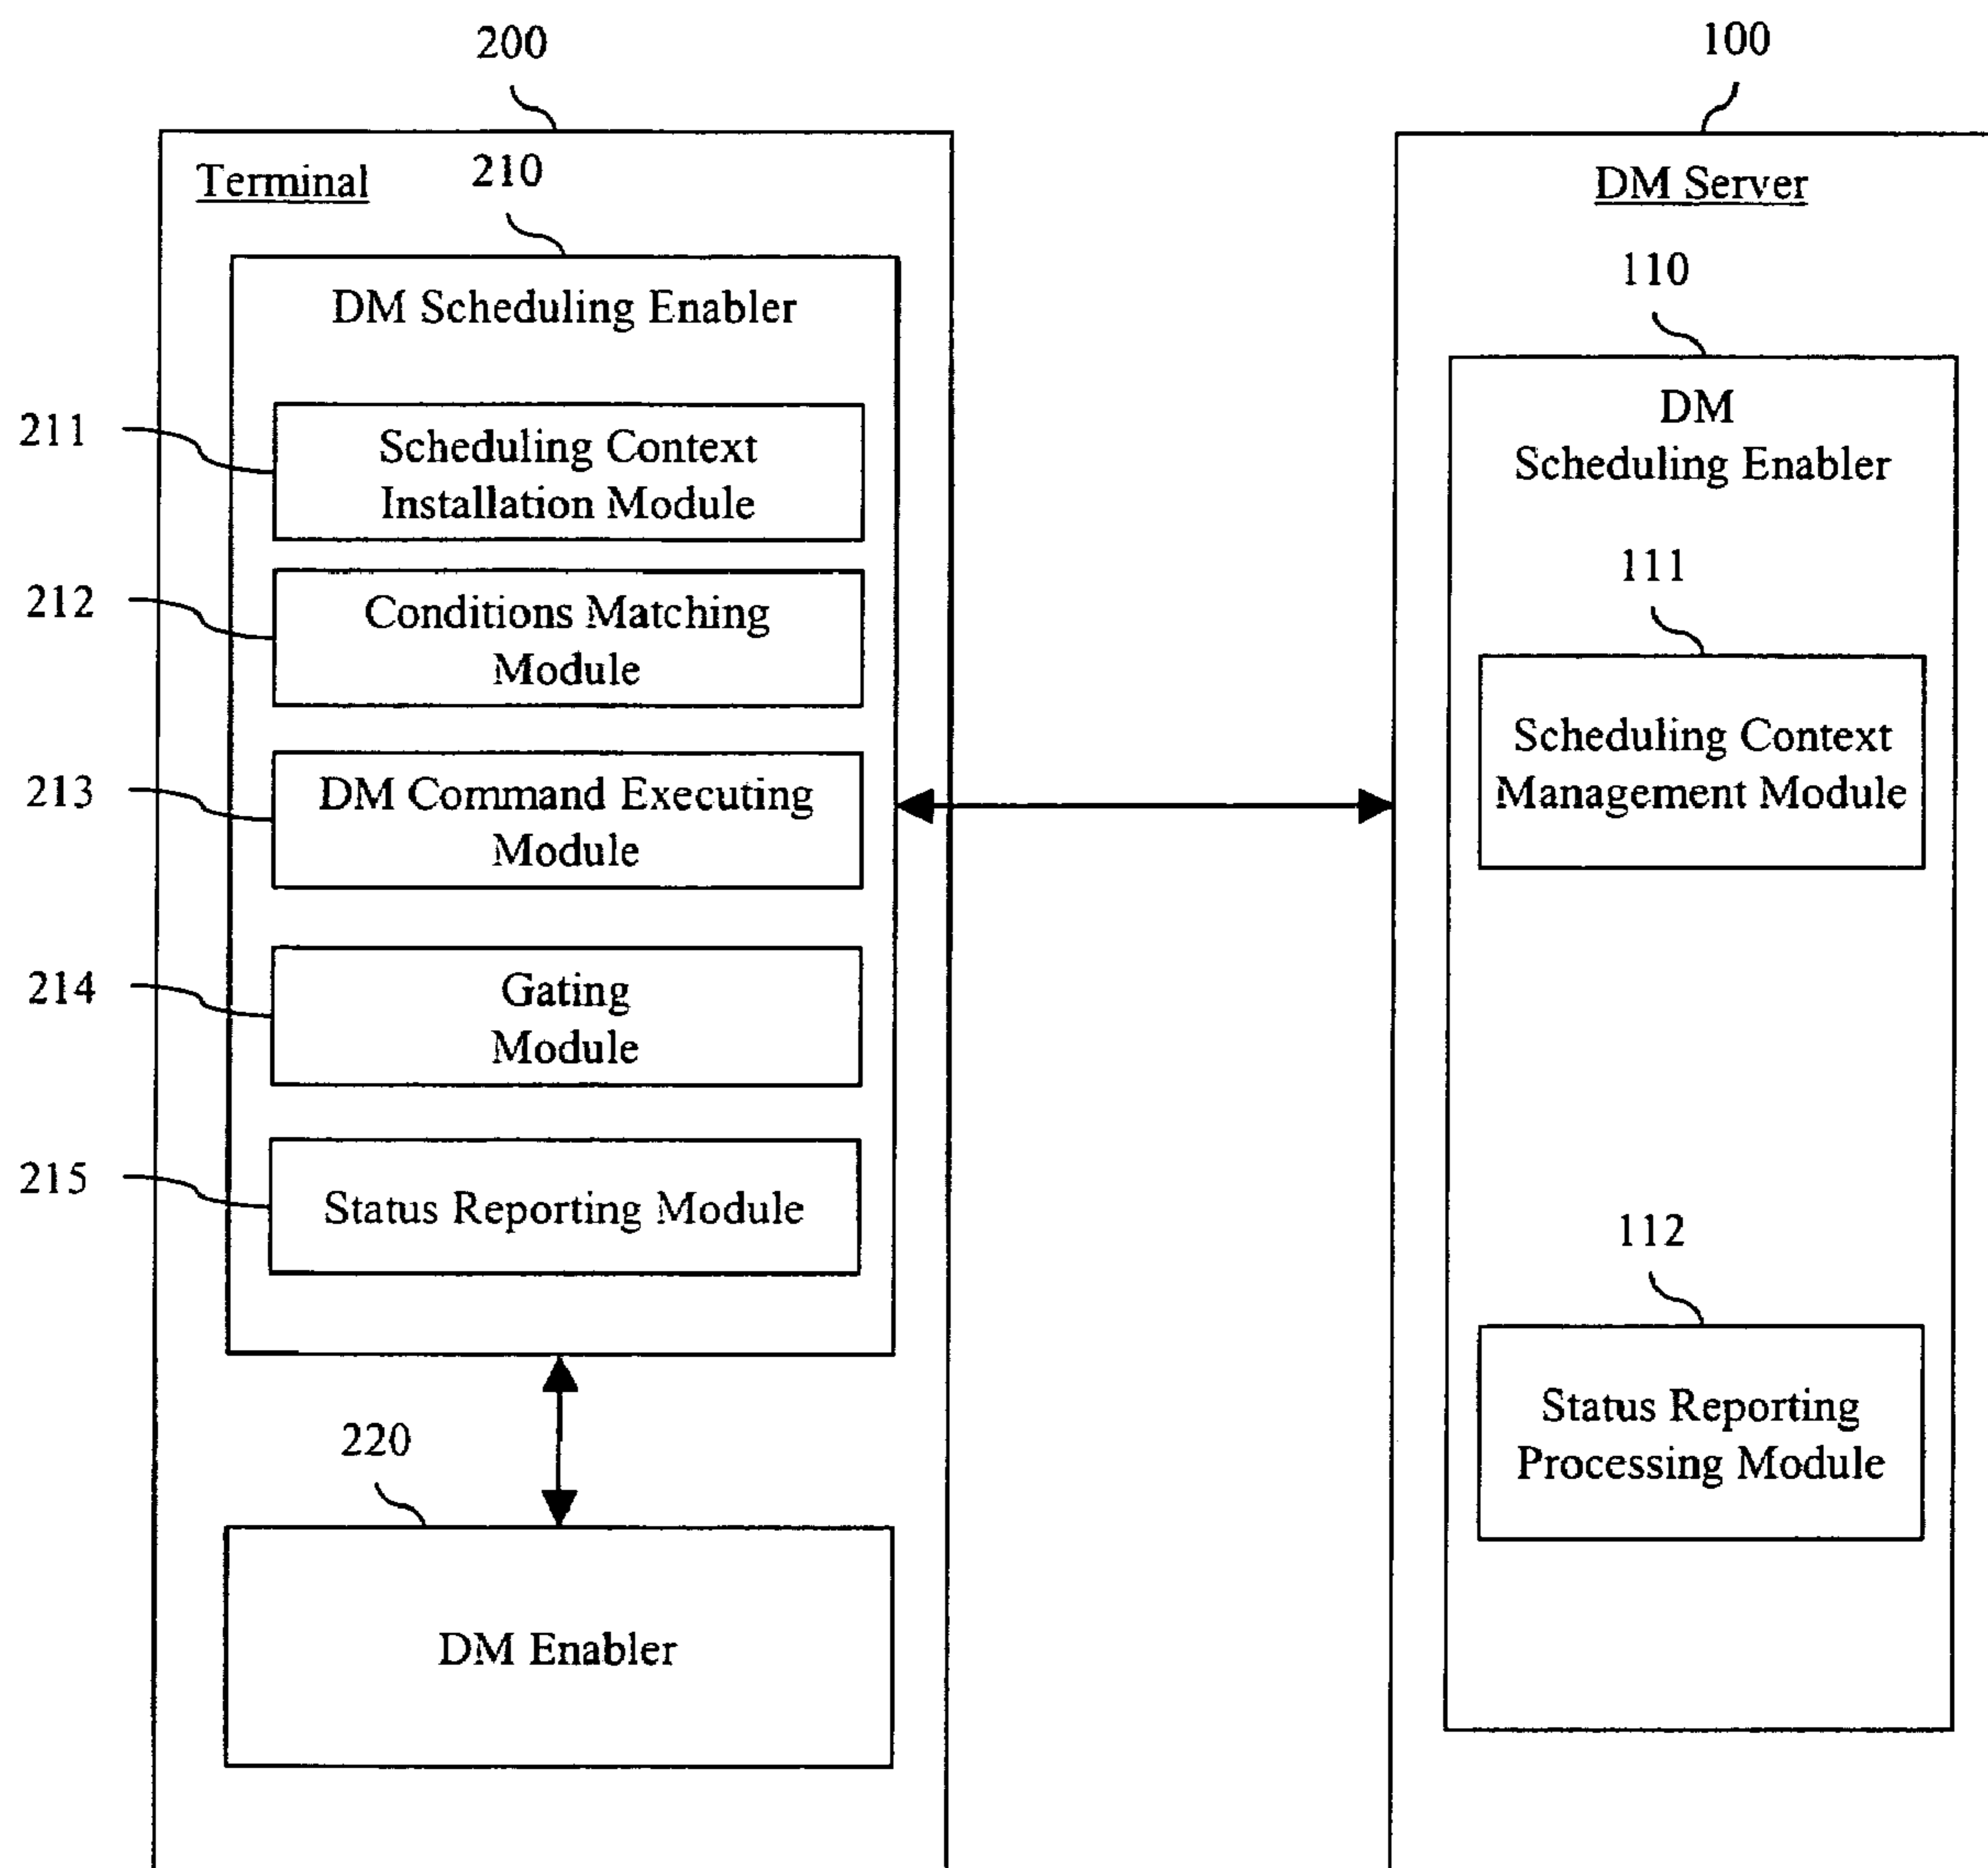 200
100
Terminal
210
DM Server
DM Scheduling Enabler
110
DM
Scheduling Enabler
211
Scheduling Context
Installation Module
212
Conditions Matching
Module
111
Scheduling Context
Management Module
213
DM Command Executing
Module
214
Gating
Module
215
Status Reporting Module
112
Status Reporting
Processing Module
220
DM Enabler